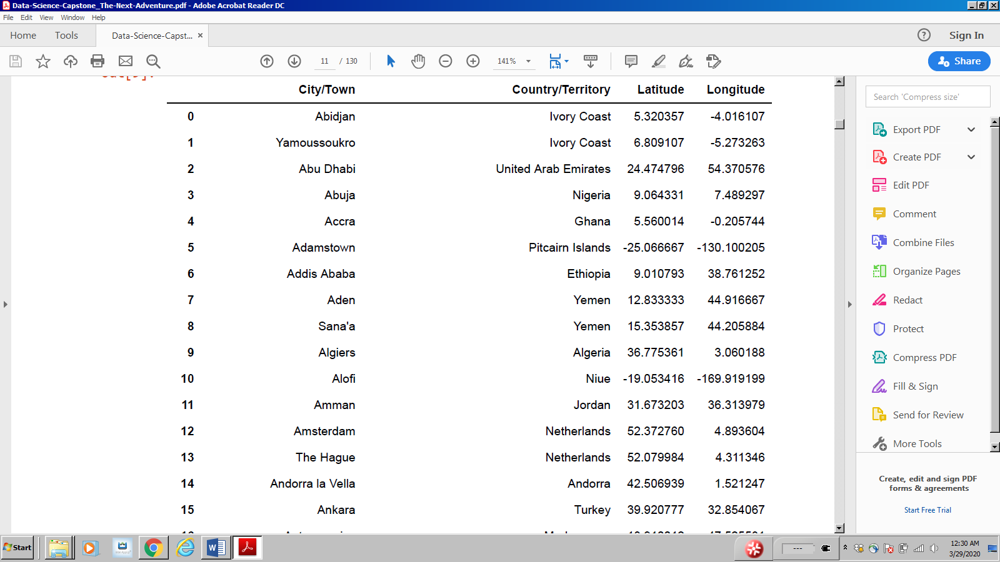 Data-Science-Capstone_The-Next-Adventure.pdf - Adobe Acrobat Reader DC
File Edit View Window Help
Home Tools Data-Science-Capst... × Sign In
11 / 130 141% Share
City/Town Country/Territory Latitude Longitude
0 Abidjan Ivory Coast 5.320357 -4.016107
1 Yamoussoukro Ivory Coast 6.809107 -5.273263
2 Abu Dhabi United Arab Emirates 24.474796 54.370576
3 Abuja Nigeria 9.064331 7.489297
4 Accra Ghana 5.560014 -0.205744
5 Adamstown Pitcairn Islands -25.066667 -130.100205
6 Addis Ababa Ethiopia 9.010793 38.761252
7 Aden Yemen 12.833333 44.916667
8 Sana'a Yemen 15.353857 44.205884
9 Algiers Algeria 36.775361 3.060188
10 Alofi Niue -19.053416 -169.919199
11 Amman Jordan 31.673203 36.313979
12 Amsterdam Netherlands 52.372760 4.893604
13 The Hague Netherlands 52.079984 4.311346
14 Andorra la Vella Andorra 42.506939 1.521247
15 Ankara Turkey 39.920777 32.854067
Search 'Compress size'
Export PDF
Create PDF
Edit PDF
Comment
Combine Files
Organize Pages
Redact
Protect
Compress PDF
Fill & Sign
Send for Review
More Tools
Create, edit and sign PDF
forms & agreements
Start Free Trial
Start
---
12:30 AM
3/29/2020